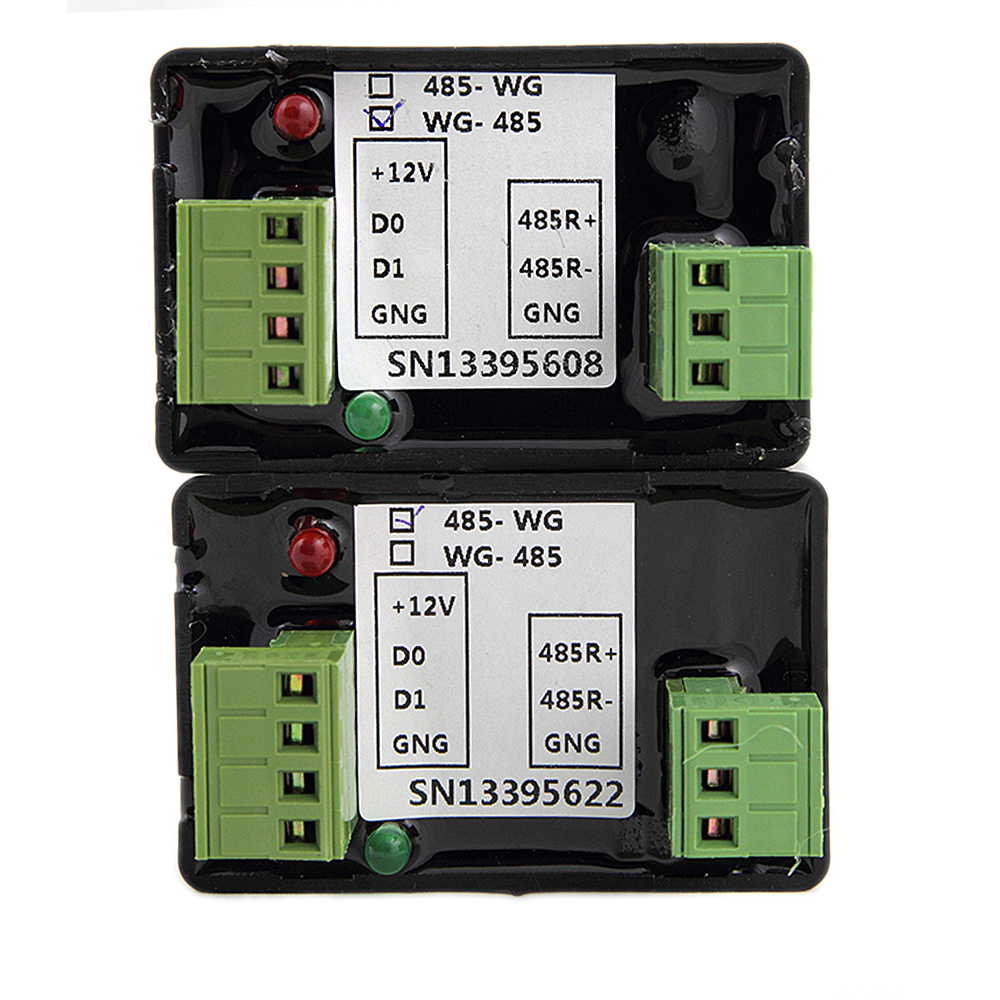 485- WG
WG- 485
+12V
D0
485R+
D1
485R-
GNG
GNG
SN13395608
485- WG
WG- 485
+12V
D0
485R+
D1
485R-
GNG
GNG
SN13395622